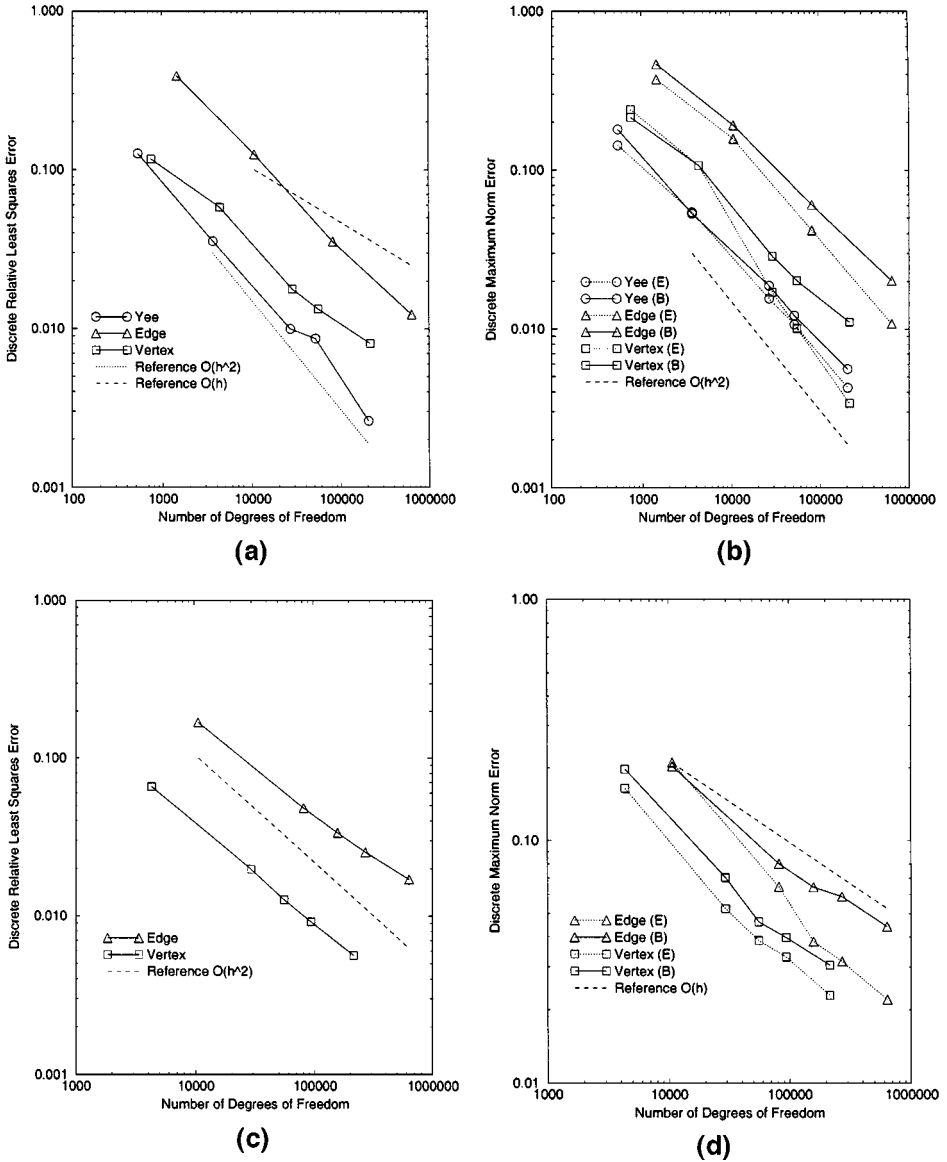 1.000
0.100
0.010
0.001
Discrete Relative Least Squares Error
Yee
Edge
Vertex
Reference O(h^2)
Reference O(h)
100 1000 10000 100000 1000000
Number of Degrees of Freedom
(a)
1.000
0.100
0.010
0.001
Discrete Maximum Norm Error
Yee (E)
Yee (B)
Edge (E)
Edge (B)
Vertex (E)
Vertex (B)
Reference O(h^2)
100 1000 10000 100000 1000000
Number of Degrees of Freedom
(b)
1.000
0.100
0.010
0.001
Discrete Relative Least Squares Error
Edge
Vertex
Reference O(h^2)
1000 10000 100000 1000000
Number of Degrees of Freedom
(c)
1.00
0.10
0.01
Discrete Maximum Norm Error
Edge (E)
Edge (B)
Vertex (E)
Vertex (B)
Reference O(h)
1000 10000 100000 1000000
Number of Degrees of Freedom
(d)